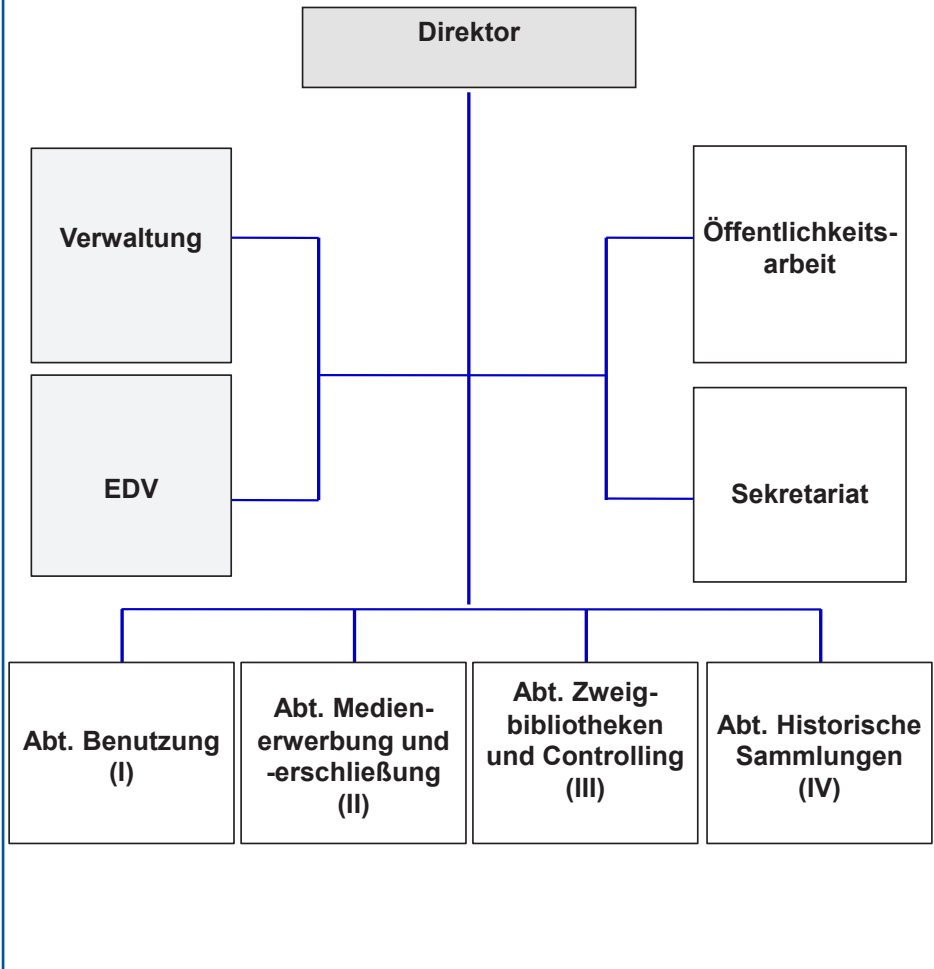 Direktor
Verwaltung
Öffentlichkeits-
arbeit
EDV
Sekretariat
Abt. Benutzung
(I)
Abt. Medien-
erwerbung und
-erschließung
(II)
Abt. Zweig-
bibliotheken
und Controlling
(III)
Abt. Historische
Sammlungen
(IV)